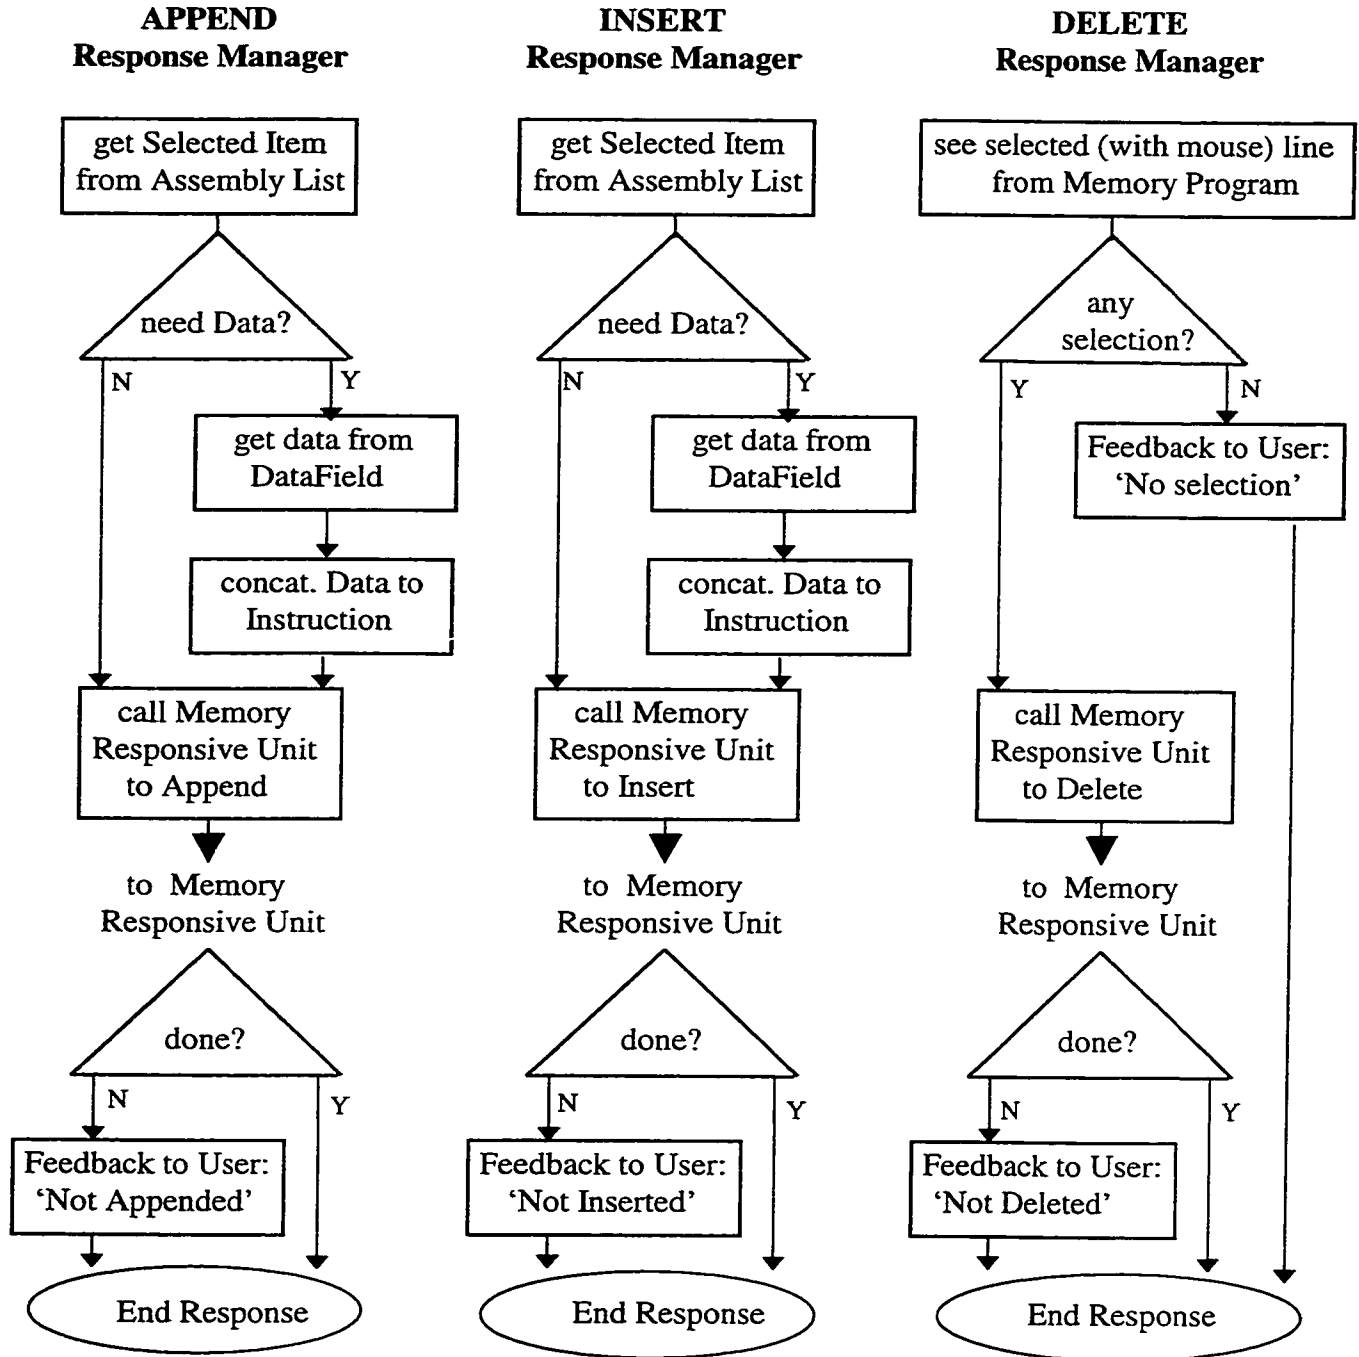 APPEND
Response Manager
get Selected Item
from Assembly List
need Data?
N
Y
get data from
DataField
concat. Data to
Instruction
call Memory
Responsive Unit
to Append
to Memory
Responsive Unit
done?
N
Y
Feedback to User:
‘Not Appended’
End Response
INSERT
Response Manager
get Selected Item
from Assembly List
need Data?
N
Y
get data from
DataField
concat. Data to
Instruction
call Memory
Responsive Unit
to Insert
to Memory
Responsive Unit
done?
N
Y
Feedback to User:
‘Not Inserted’
End Response
DELETE
Response Manager
see selected (with mouse) line
from Memory Program
any
selection?
Y
N
Feedback to User:
‘No selection’
call Memory
Responsive Unit
to Delete
to Memory
Responsive Unit
done?
N
Y
Feedback to User:
‘Not Deleted’
End Response